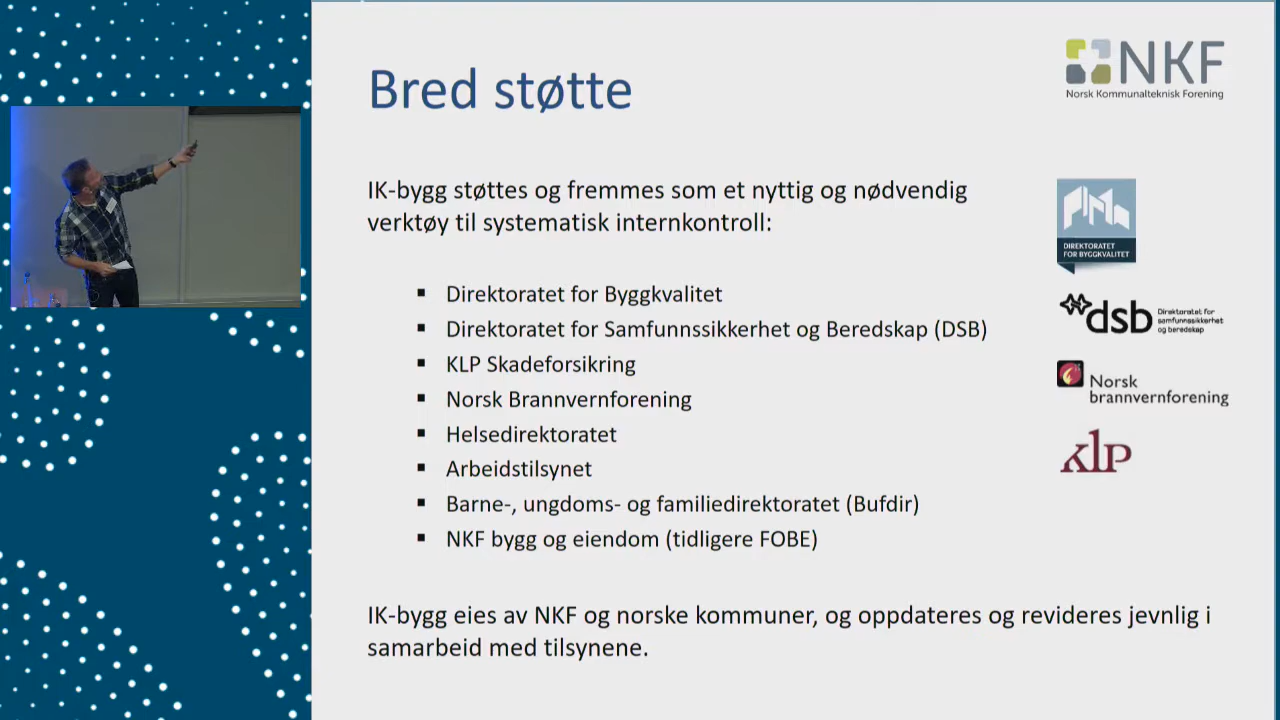 Bred støtte
NKF
Norsk Kommunalteknisk Forening
IK-bygg støttes og fremmes som et nyttig og nødvendig
verktøy til systematisk internkontroll:
Direktoratet for Byggkvalitet
Direktoratet for Samfunnssikkerhet og Beredskap (DSB)
KLP Skadeforsikring
Norsk Brannvernforening
Helsedirektoratet
Arbeidstilsynet
Barne-, ungdoms- og familiedirektoratet (Bufdir)
NKF bygg og eiendom (tidligere FOBE)
DIREKTORATET
FOR BYGGKVALITET
dsb
Direktoratet for
samfunnssikkerhet
og beredskap
Norsk
brannvernforening
klp
IK-bygg eies av NKF og norske kommuner, og oppdateres og revideres jevnlig i
samarbeid med tilsynene.